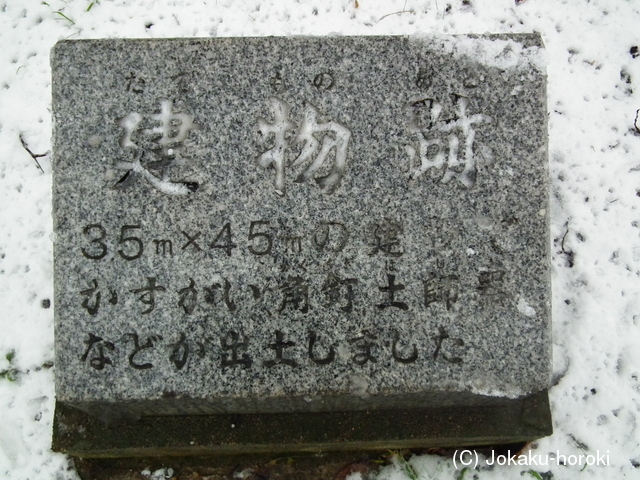 たて もの あと
建物跡
35m×45mの建
かすがい 角釘 土師器
などが出土しました
(C) Jokaku-horoki